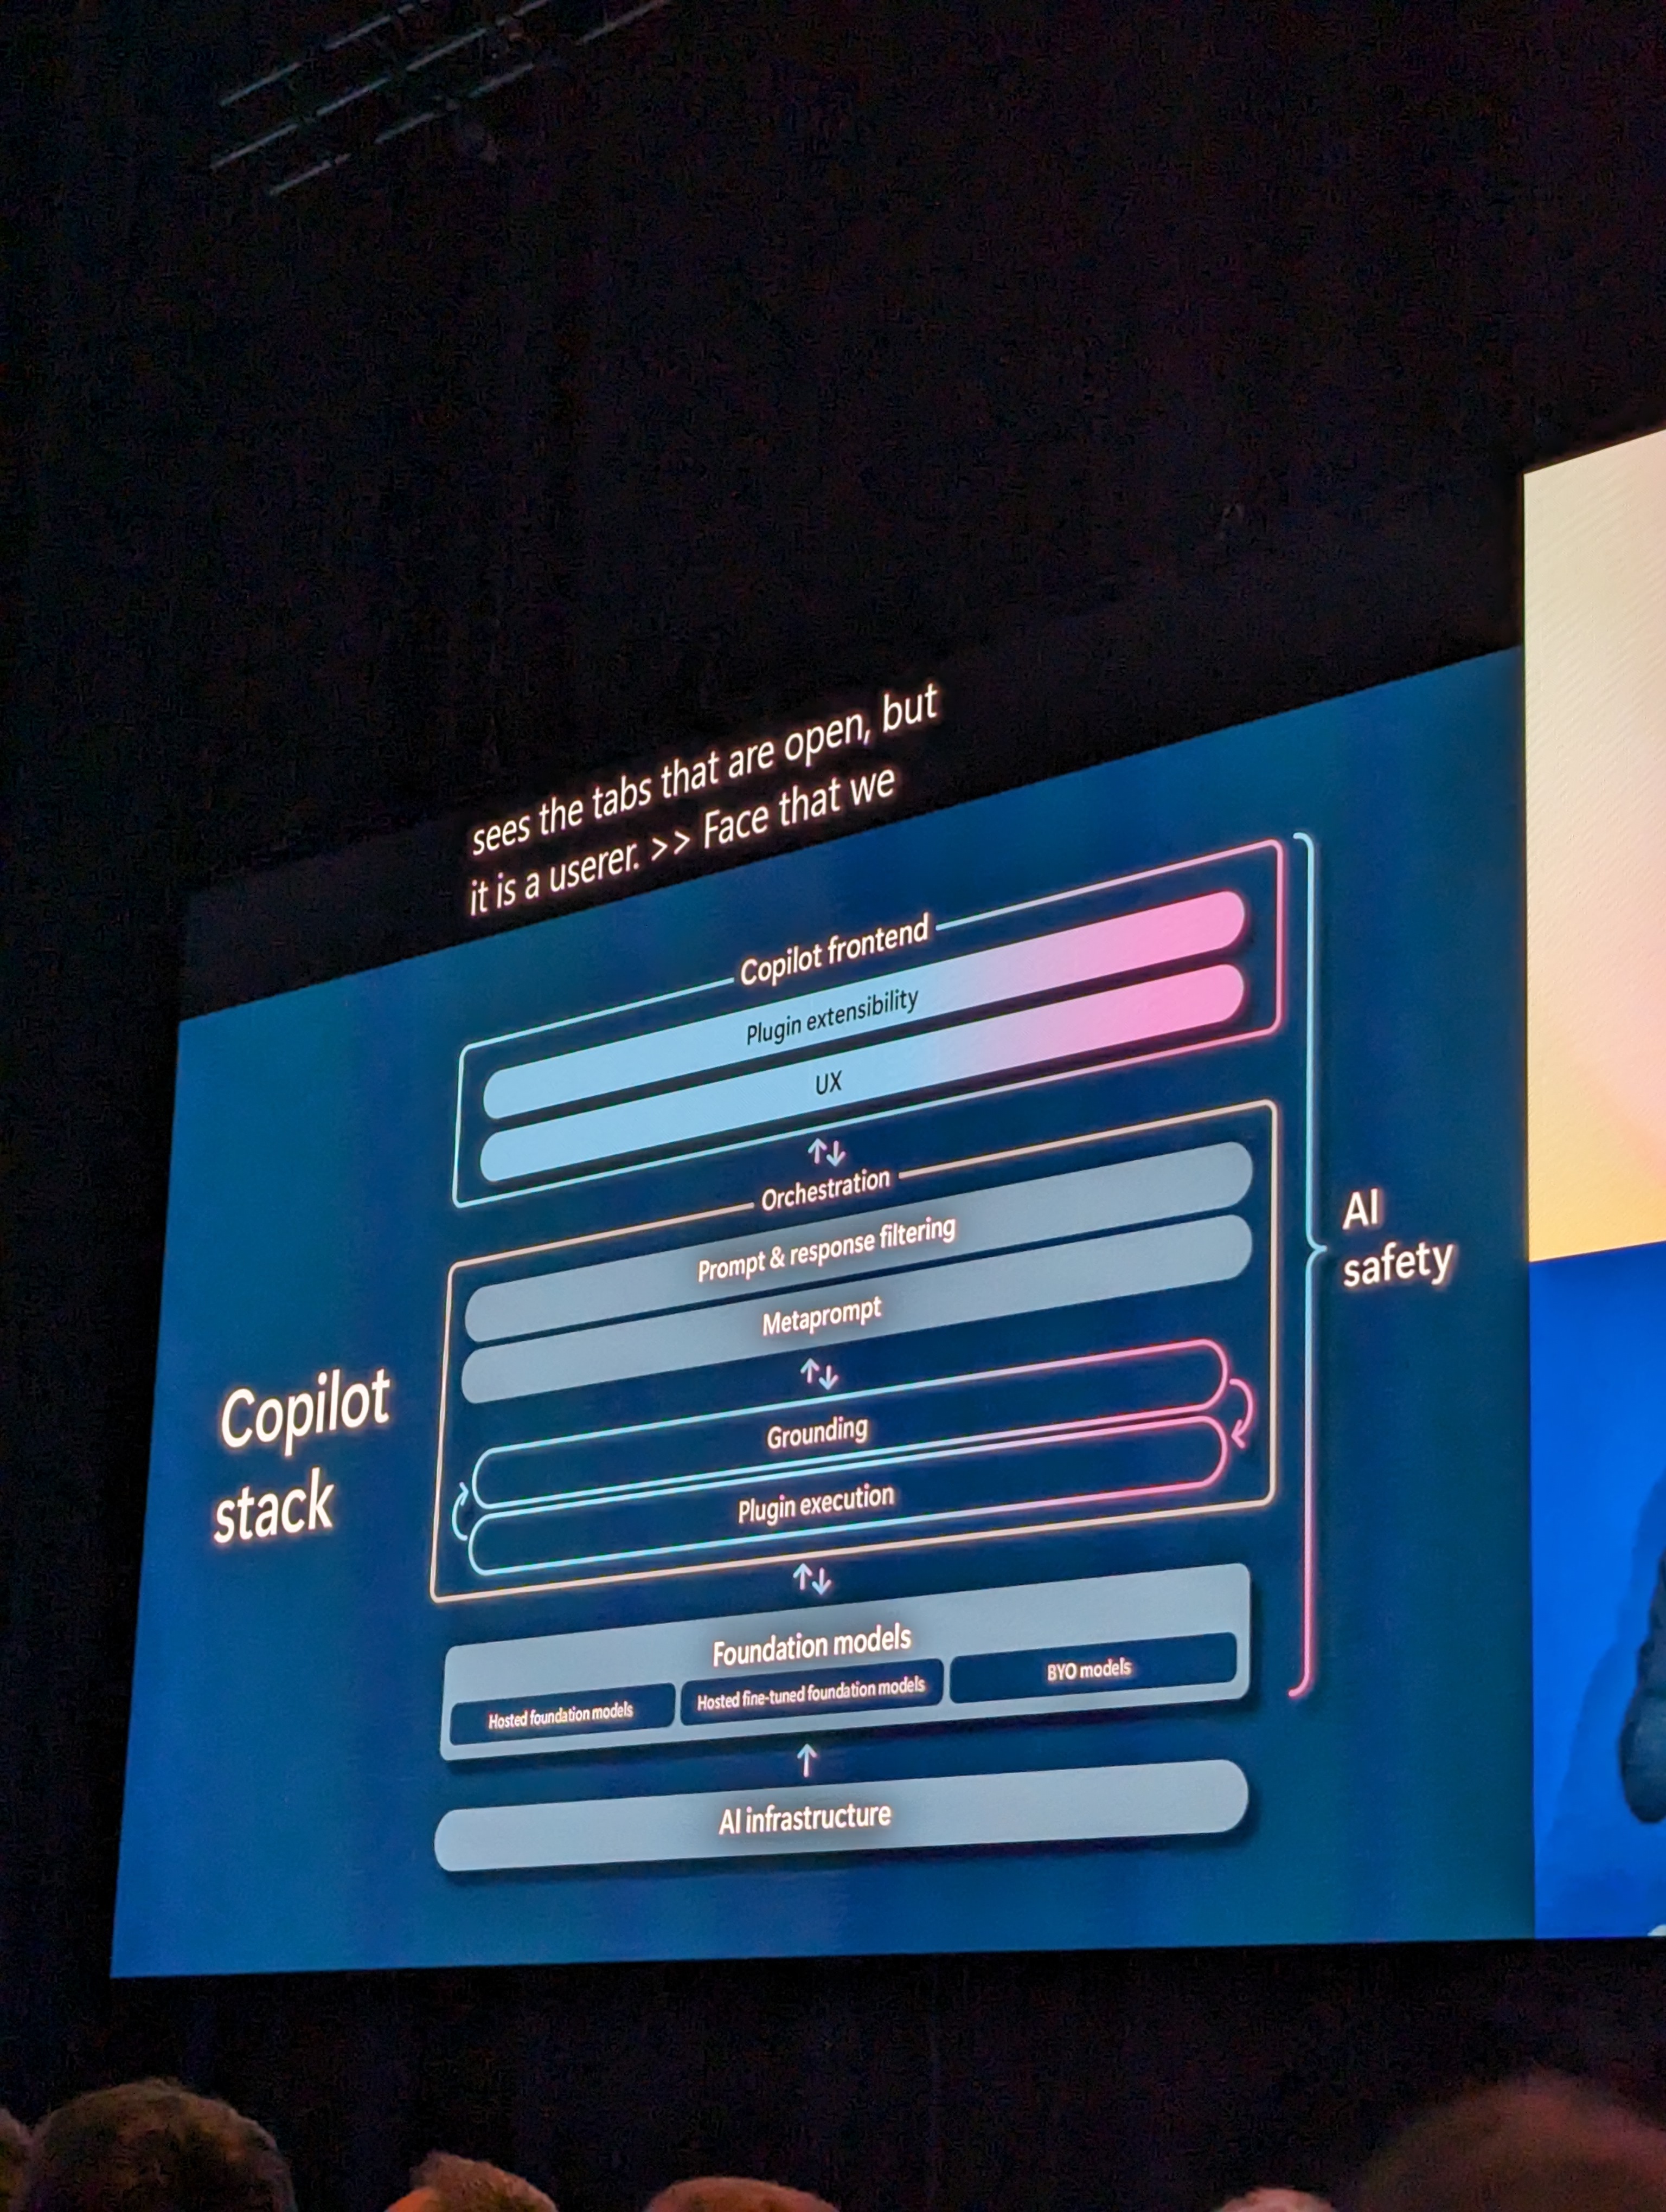 sees the tabs that are open, but
it is a userer. >> Face that we
Copilot
stack
Copilot frontend
Plugin extensibility
UX
Orchestration
Prompt & response filtering
Metaprompt
Grounding
Plugin execution
Foundation models
Hosted foundation models
Hosted fine-tuned foundation models
BYO models
AI infrastructure
AI
safety